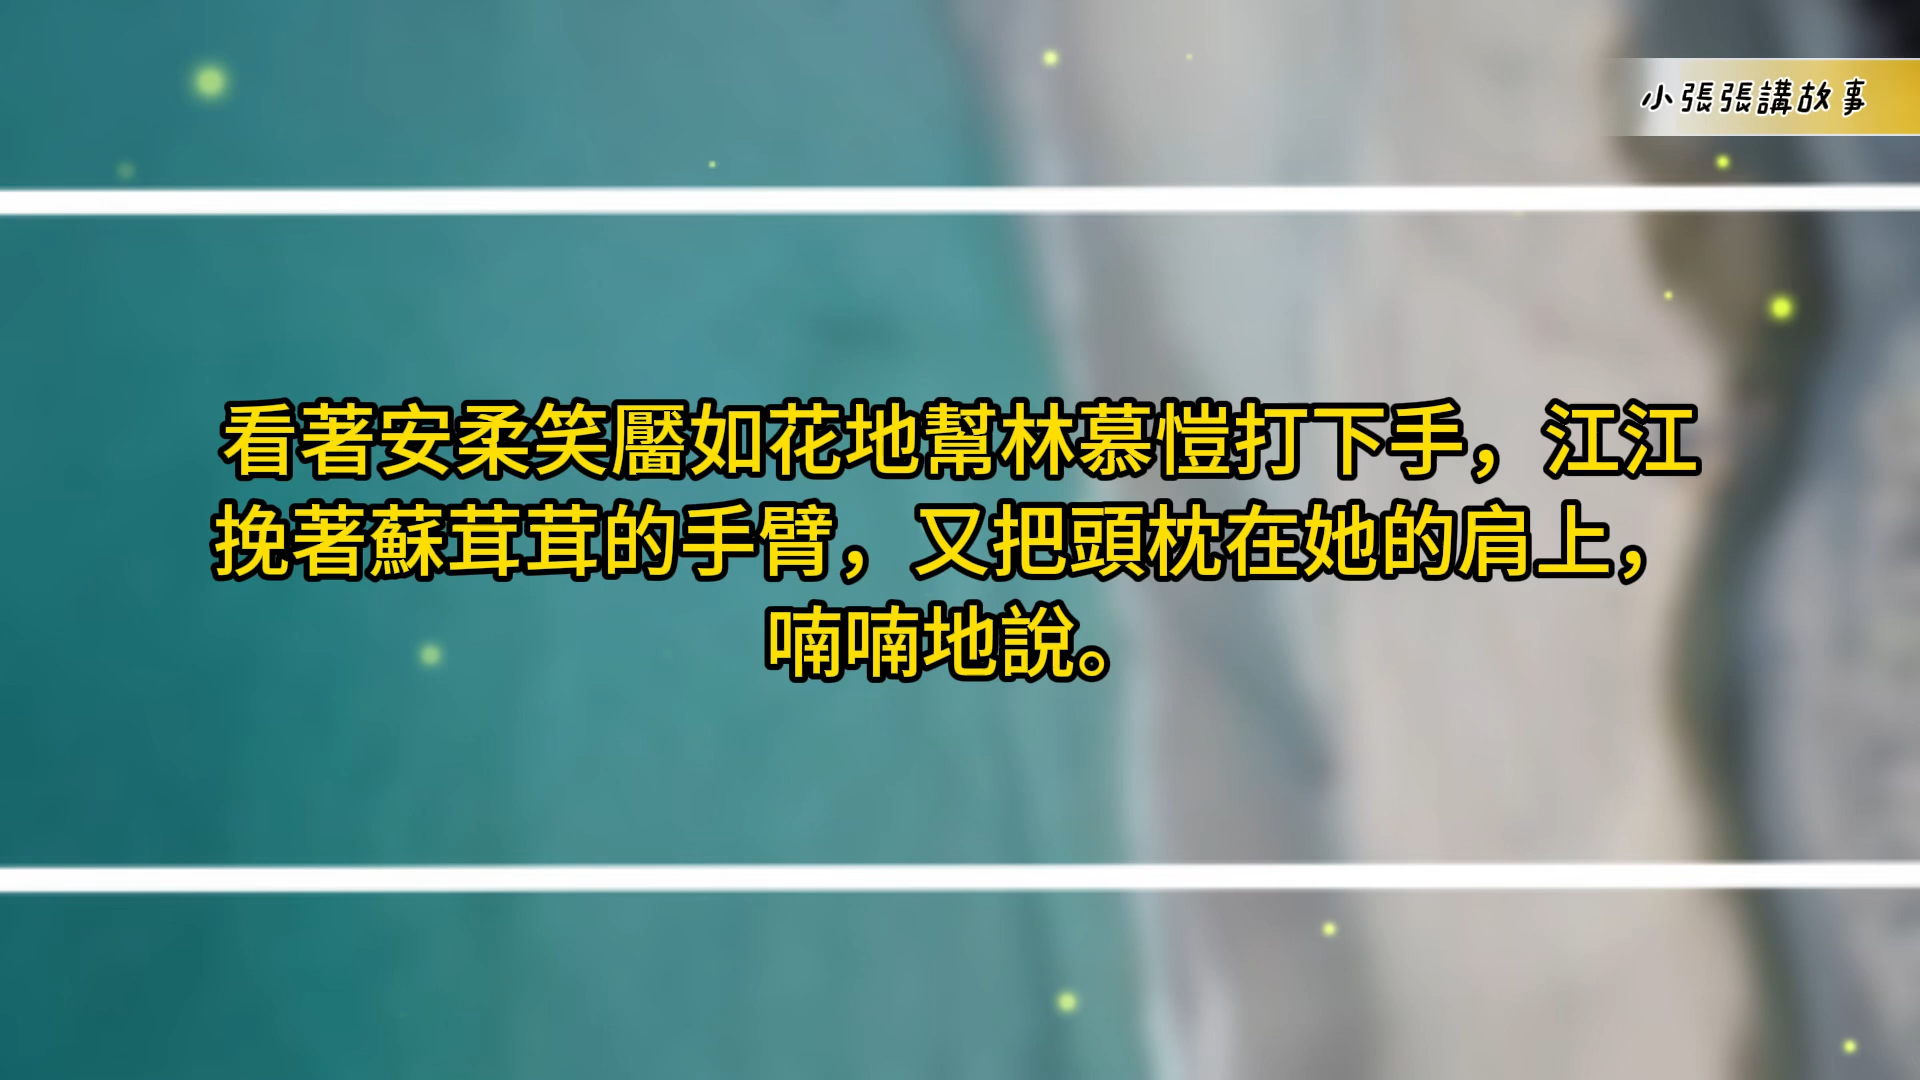 小張張講故事
看著安柔笑靨如花地幫林慕愷打下手，江江
挽著蘇茸茸的手臂，又把頭枕在她的肩上，
喃喃地說。